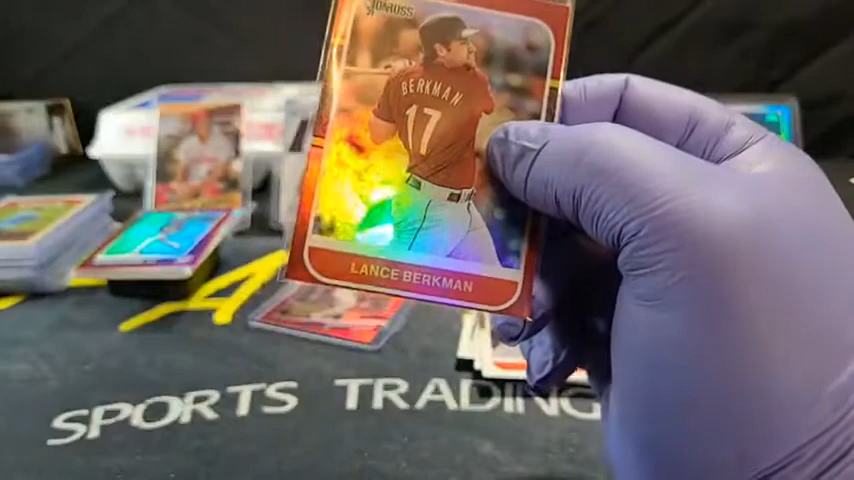 DONRUSS
BERKMAN
17
LANCE BERKMAN
SPORTS TRADING